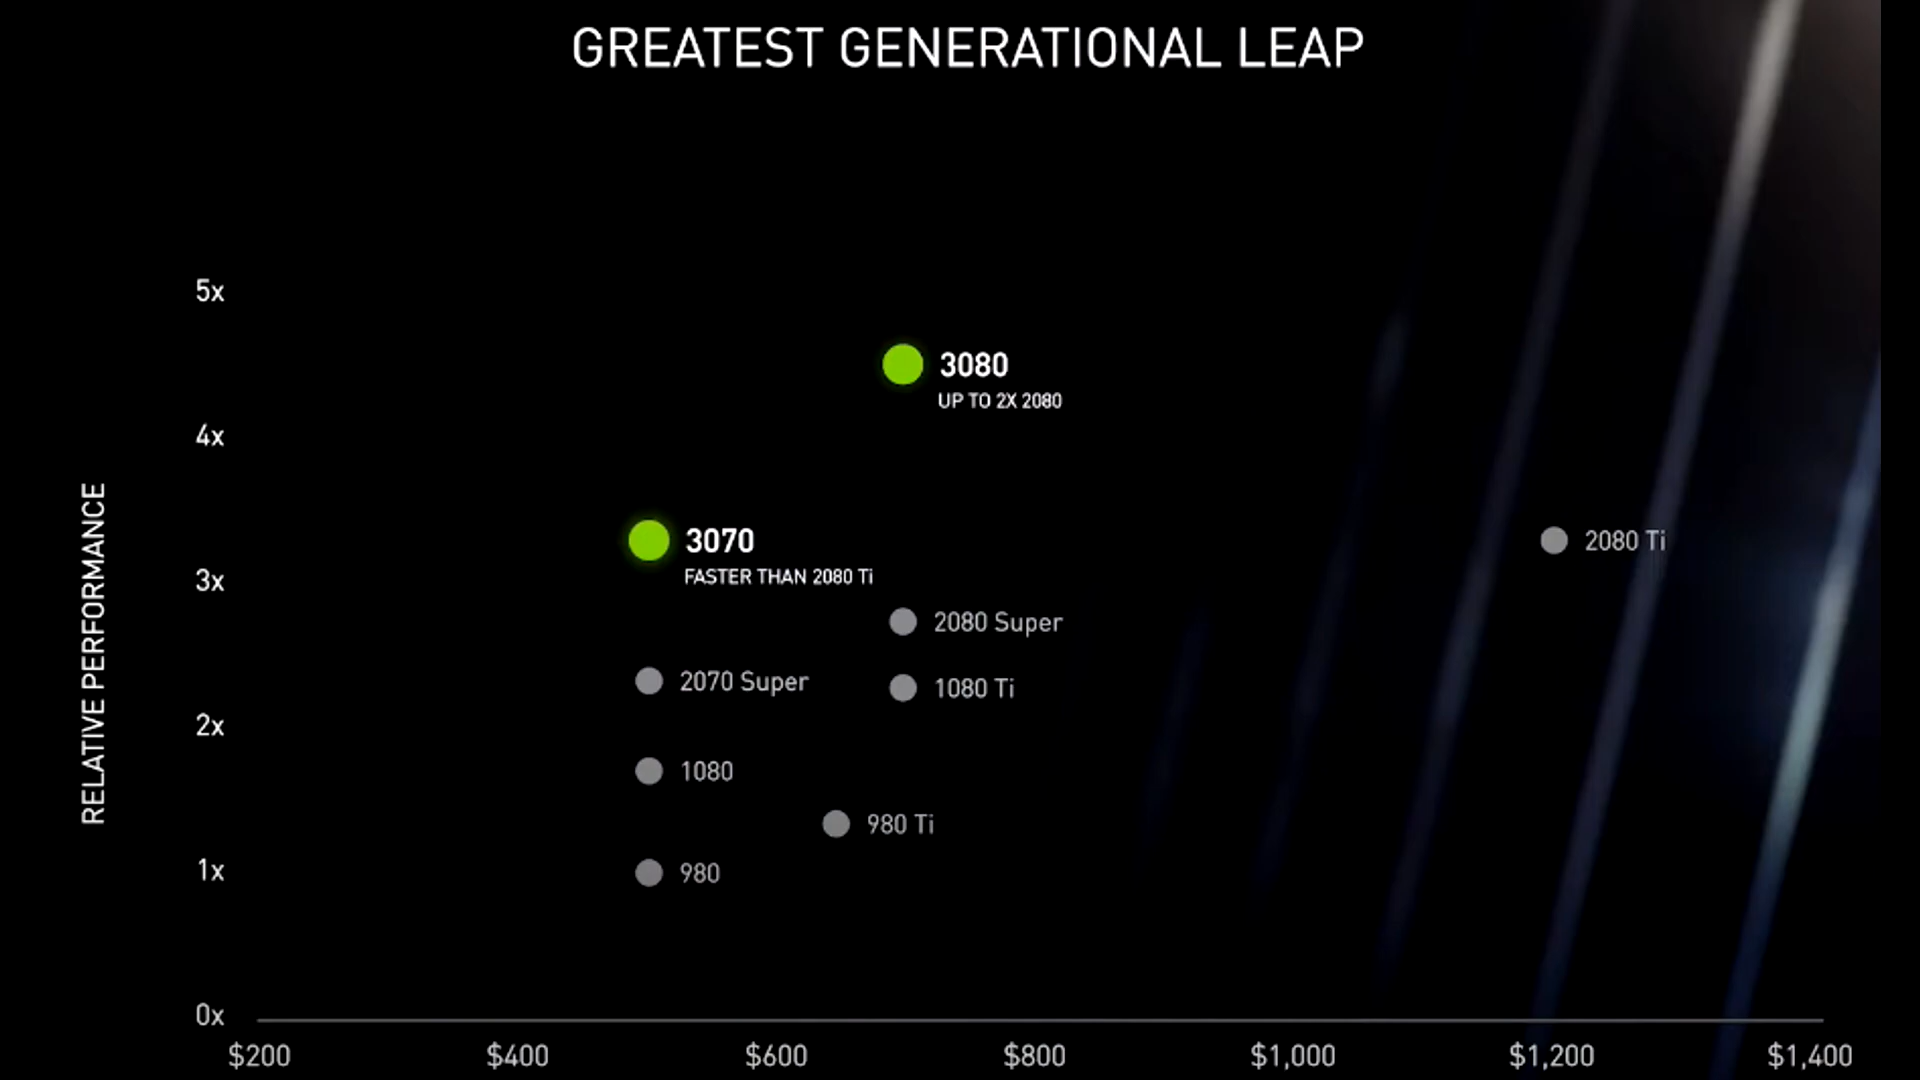 GREATEST GENERATIONAL LEAP
5x
3080
UP TO 2X 2080
4x
3070
FASTER THAN 2080 Ti
2080 Ti
3x
2080 Super
2070 Super
1080 Ti
2x
1080
980 Ti
1x
980
0x
RELATIVE PERFORMANCE
$200 $400 $600 $800 $1,000 $1,200 $1,400